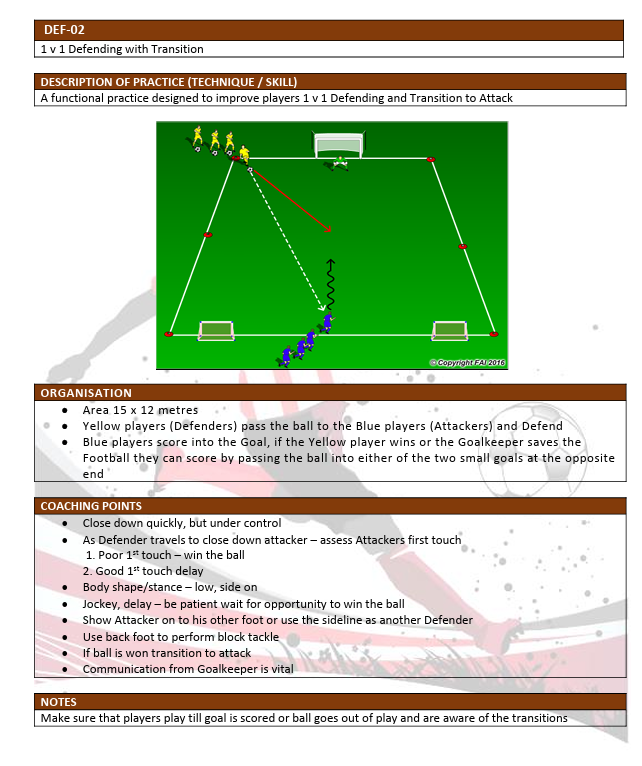 DEF-02
1 v 1 Defending with Transition
DESCRIPTION OF PRACTICE (TECHNIQUE / SKILL)
A functional practice designed to improve players 1 v 1 Defending and Transition to Attack
© Copyright FAI 2016
ORGANISATION
• Area 15 x 12 metres
• Yellow players (Defenders) pass the ball to the Blue players (Attackers) and Defend
• Blue players score into the Goal, if the Yellow player wins or the Goalkeeper saves the
Football they can score by passing the ball into either of the two small goals at the opposite
end
COACHING POINTS
• Close down quickly, but under control
• As Defender travels to close down attacker – assess Attackers first touch
1. Poor 1st touch – win the ball
2. Good 1st touch delay
• Body shape/stance – low, side on
• Jockey, delay – be patient wait for opportunity to win the ball
• Show Attacker on to his other foot or use the sideline as another Defender
• Use back foot to perform block tackle
• If ball is won transition to attack
• Communication from Goalkeeper is vital
NOTES
Make sure that players play till goal is scored or ball goes out of play and are aware of the transitions